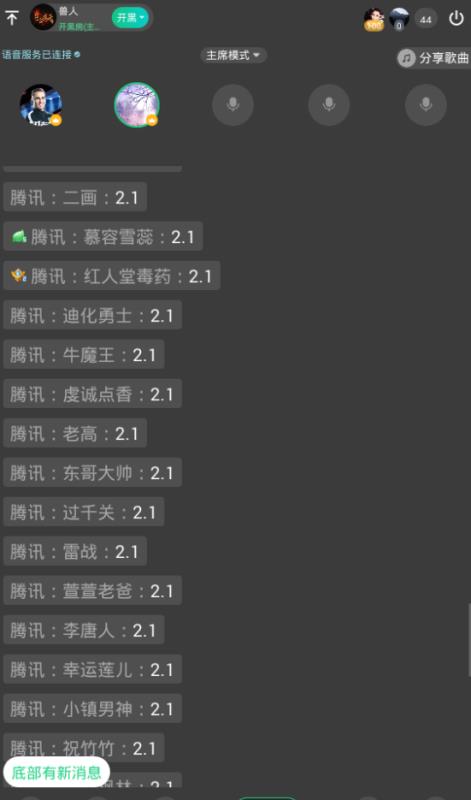 兽人
开黑
开黑房(主...
44
语音服务已连接
主席模式
分享歌曲
腾讯：二画：2.1
腾讯：慕容雪蕊：2.1
腾讯：红人堂毒药：2.1
腾讯：迪化勇士：2.1
腾讯：牛魔王：2.1
腾讯：虔诚点香：2.1
腾讯：老高：2.1
腾讯：东哥大帅：2.1
腾讯：过千关：2.1
腾讯：雷战：2.1
腾讯：萱萱老爸：2.1
腾讯：李唐人：2.1
腾讯：幸运莲儿：2.1
腾讯：小镇男神：2.1
腾讯：祝竹竹：2.1
底部有新消息
林：2.1